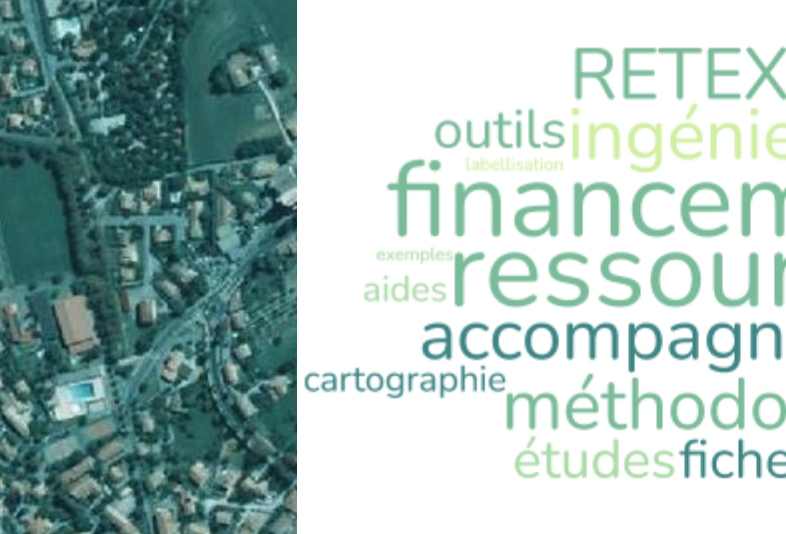 RETEX
outils ingénie
labellisation
financem
exemples
ressour
aides
accompagn
cartographie
méthodo
études fiche